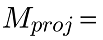 M_{proj} =